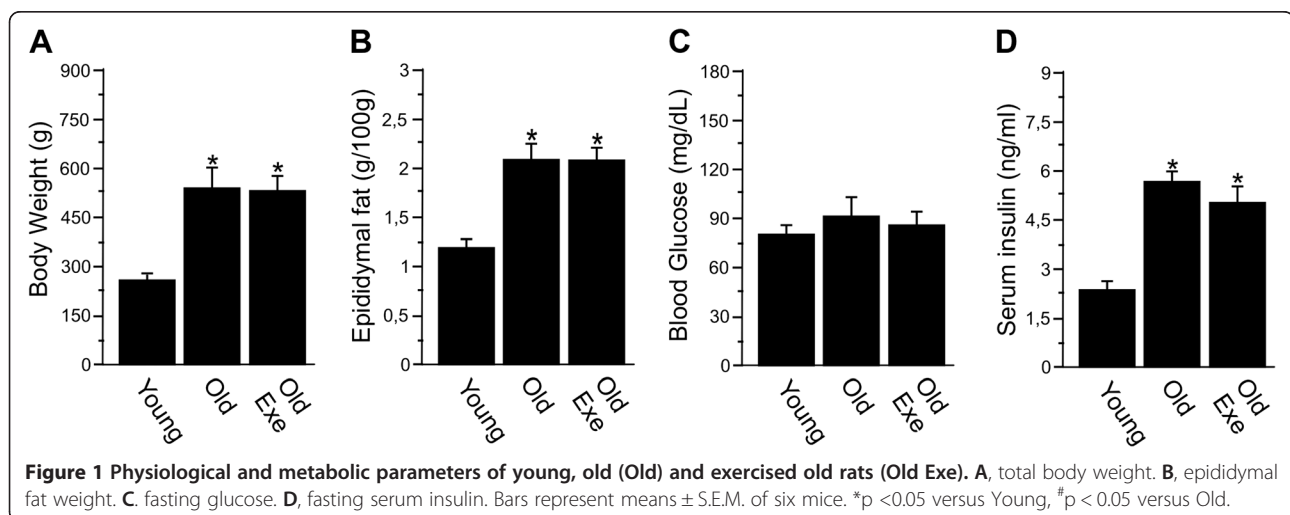 A
Body Weight (g)
900
750
600
450
300
150
0
*
*
Young
Old
Old
Exe
B
Epididymal fat (g/100g)
3
2,5
2
1,5
1
0,5
0
*
*
Young
Old
Old
Exe
C
Blood Glucose (mg/dL)
180
150
120
90
60
30
0
Young
Old
Old
Exe
D
Serum insulin (ng/ml)
9
7,5
6
4,5
3
1,5
0
*
*
Young
Old
Old
Exe
Figure 1 Physiological and metabolic parameters of young, old (Old) and exercised old rats (Old Exe). A, total body weight. B, epididymal
fat weight. C. fasting glucose. D, fasting serum insulin. Bars represent means ± S.E.M. of six mice. *p <0.05 versus Young, #p < 0.05 versus Old.